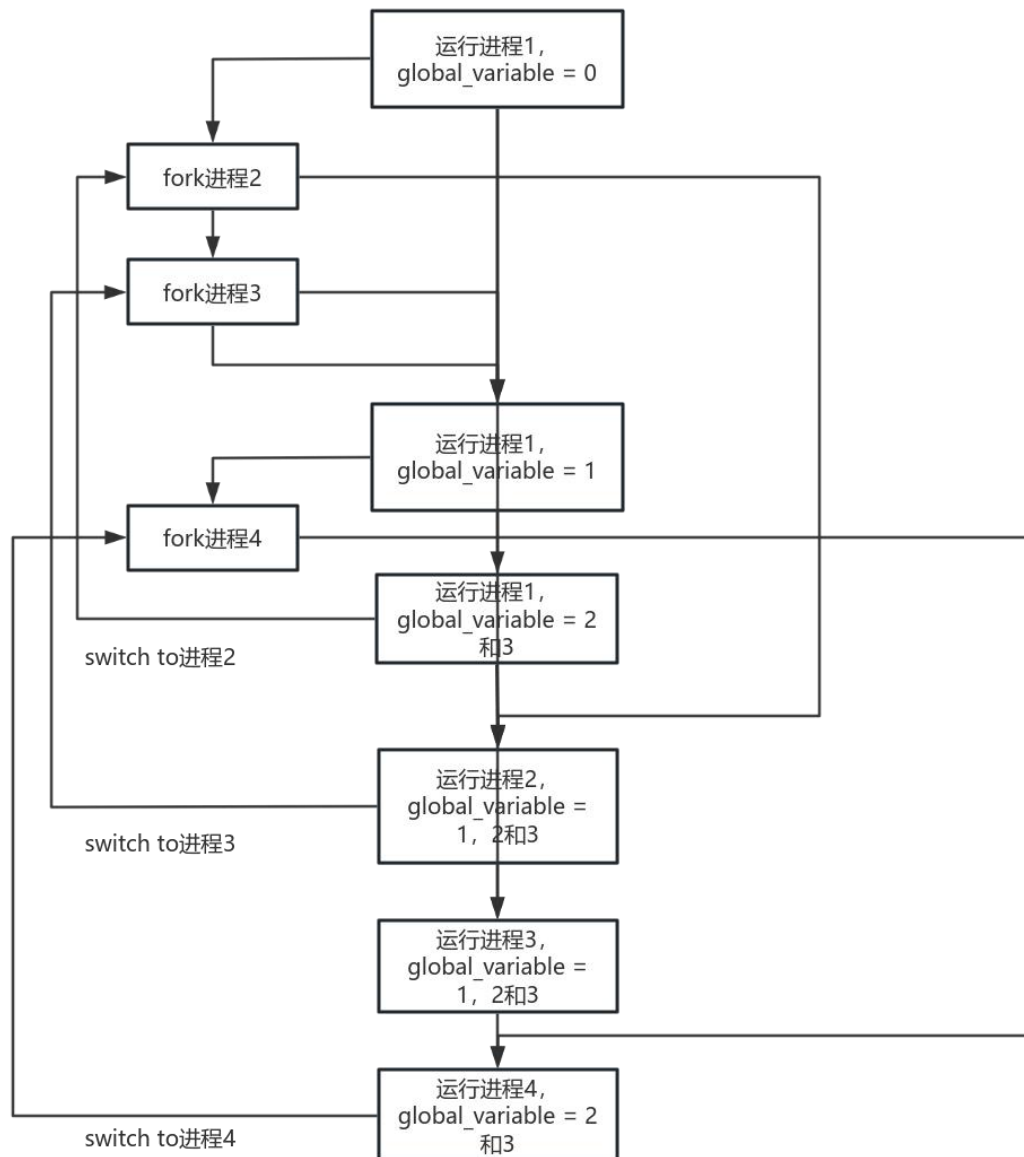 运行进程1，
global_variable = 0
fork进程2
fork进程3
运行进程1，
global_variable = 1
fork进程4
运行进程1，
global_variable = 2
和3
switch to进程2
运行进程2，
global_variable =
1，2和3
switch to进程3
运行进程3，
global_variable =
1，2和3
运行进程4，
global_variable = 2
和3
switch to进程4